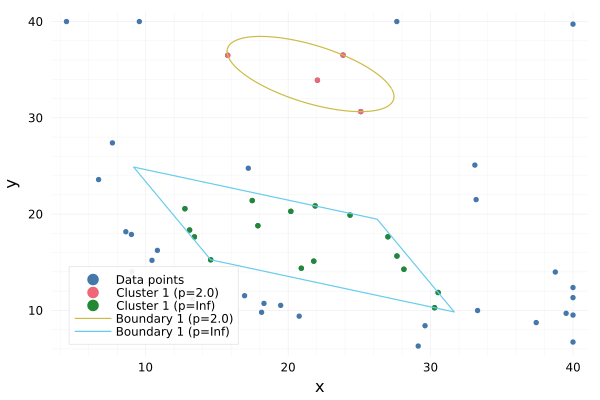 40
30
20
10
y
Data points
Cluster 1 (p=2.0)
Cluster 1 (p=Inf)
Boundary 1 (p=2.0)
Boundary 1 (p=Inf)
10 20 30 40
x